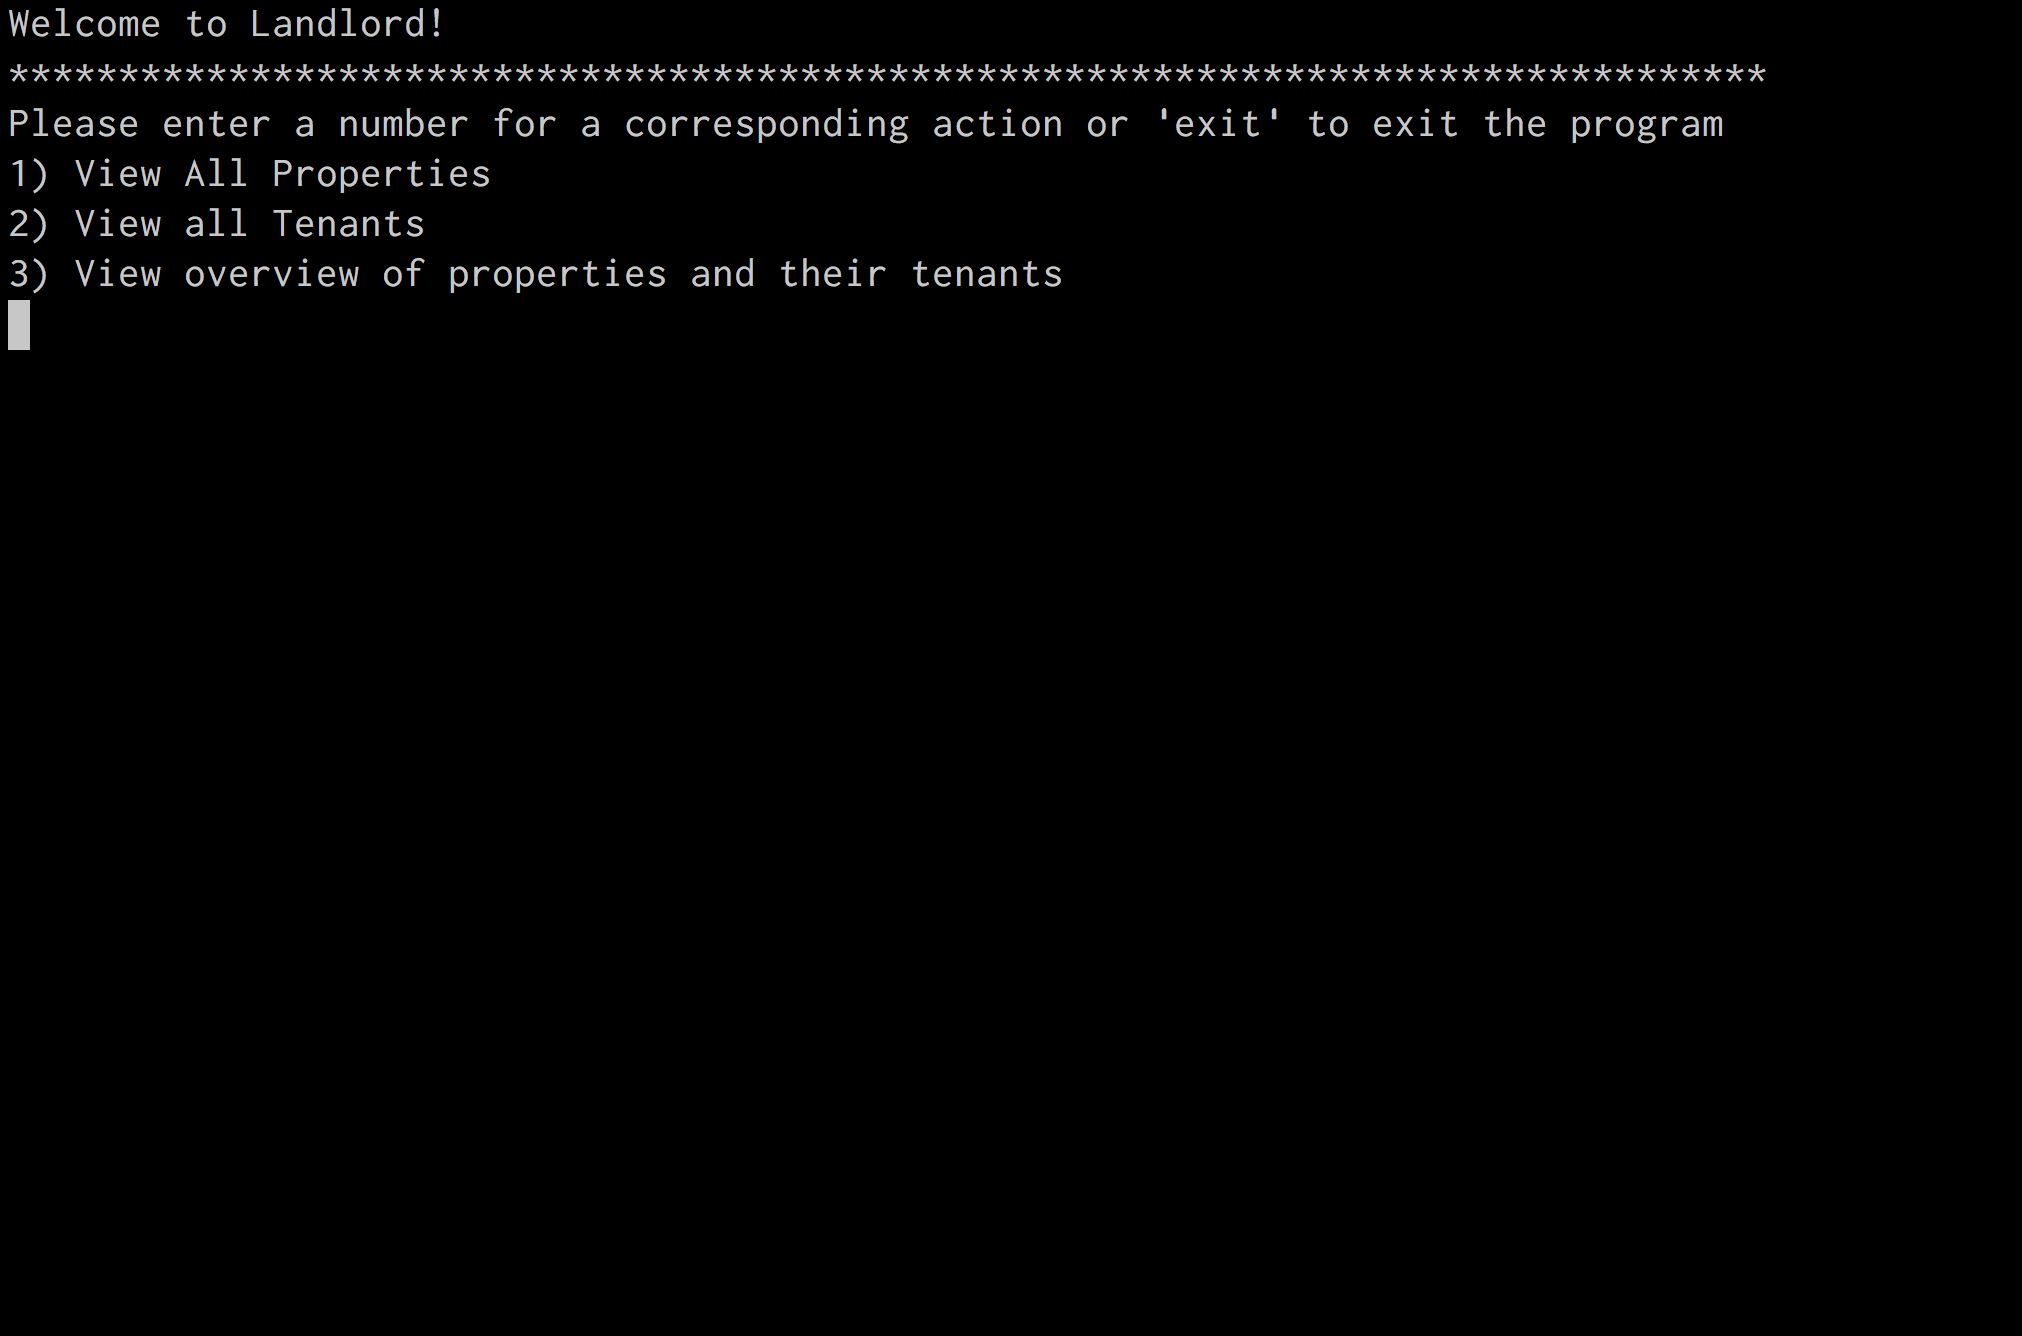 Welcome to Landlord!
********************************************************************************
Please enter a number for a corresponding action or 'exit' to exit the program
1) View All Properties
2) View all Tenants
3) View overview of properties and their tenants